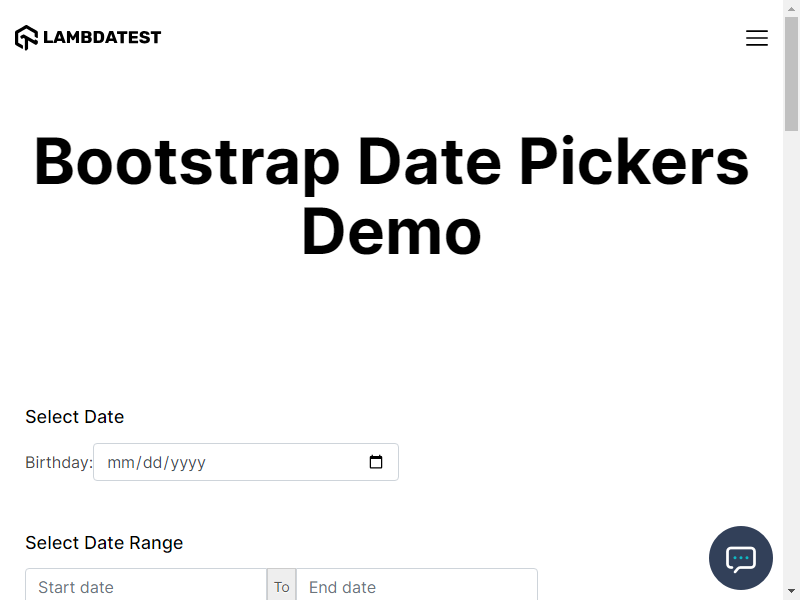 LAMBDATEST
Bootstrap Date Pickers
Demo
Select Date
Birthday: mm/dd/yyyy
Select Date Range
Start date To End date